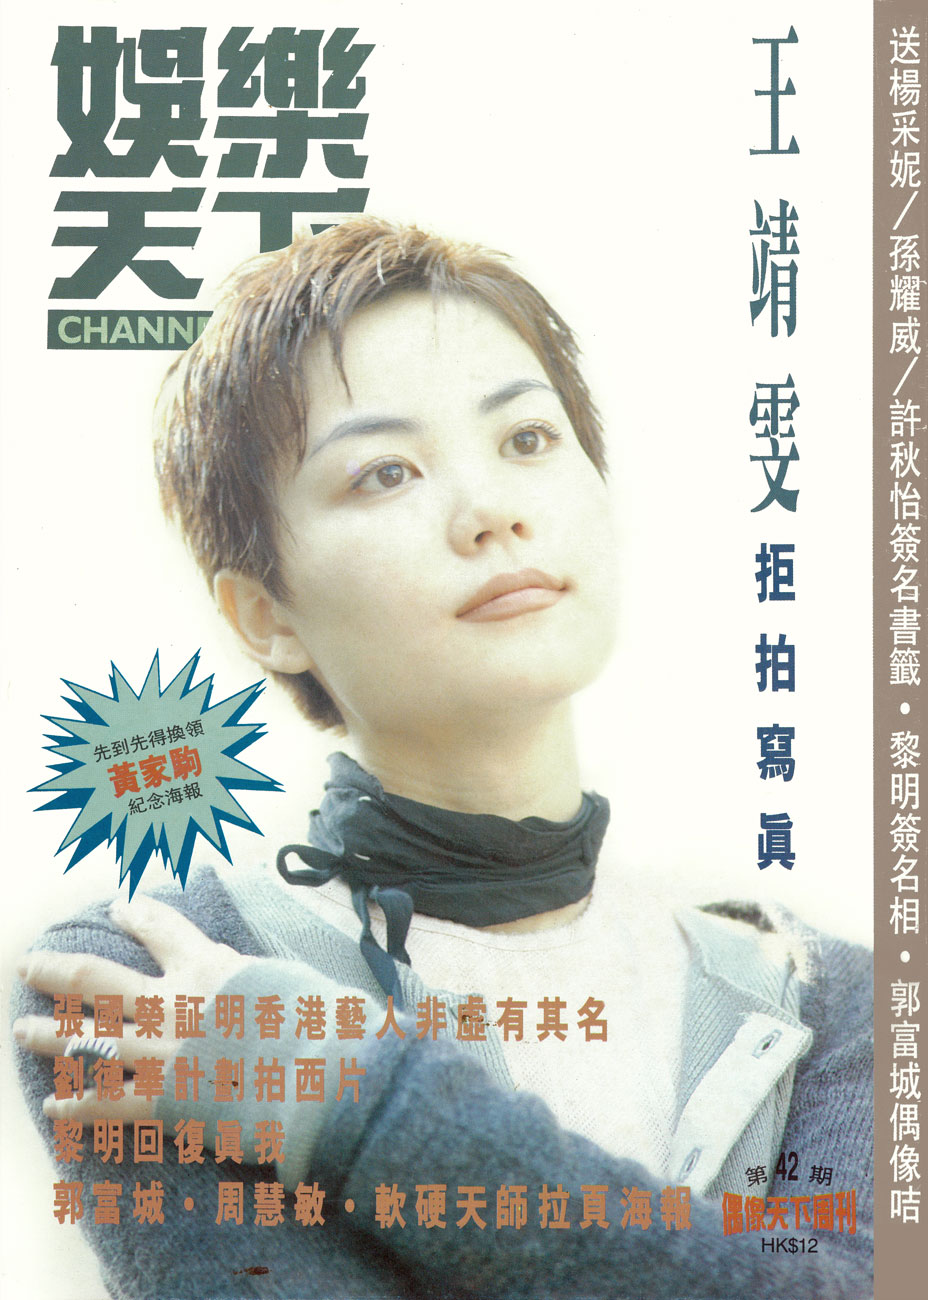 娛樂
天下
CHANN
王靖雯拒拍寫真
送楊采妮/孫耀威/許秋怡簽名書籤•黎明簽名相•郭富城偶像咭
先到先得換領
黃家駒
紀念海報
張國榮証明香港藝人非虛有其名
劉德華計劃拍西片
黎明回復真我
郭富城•周慧敏•軟硬天師拉頁海報
第42期
偶像天下周刊
HK$12